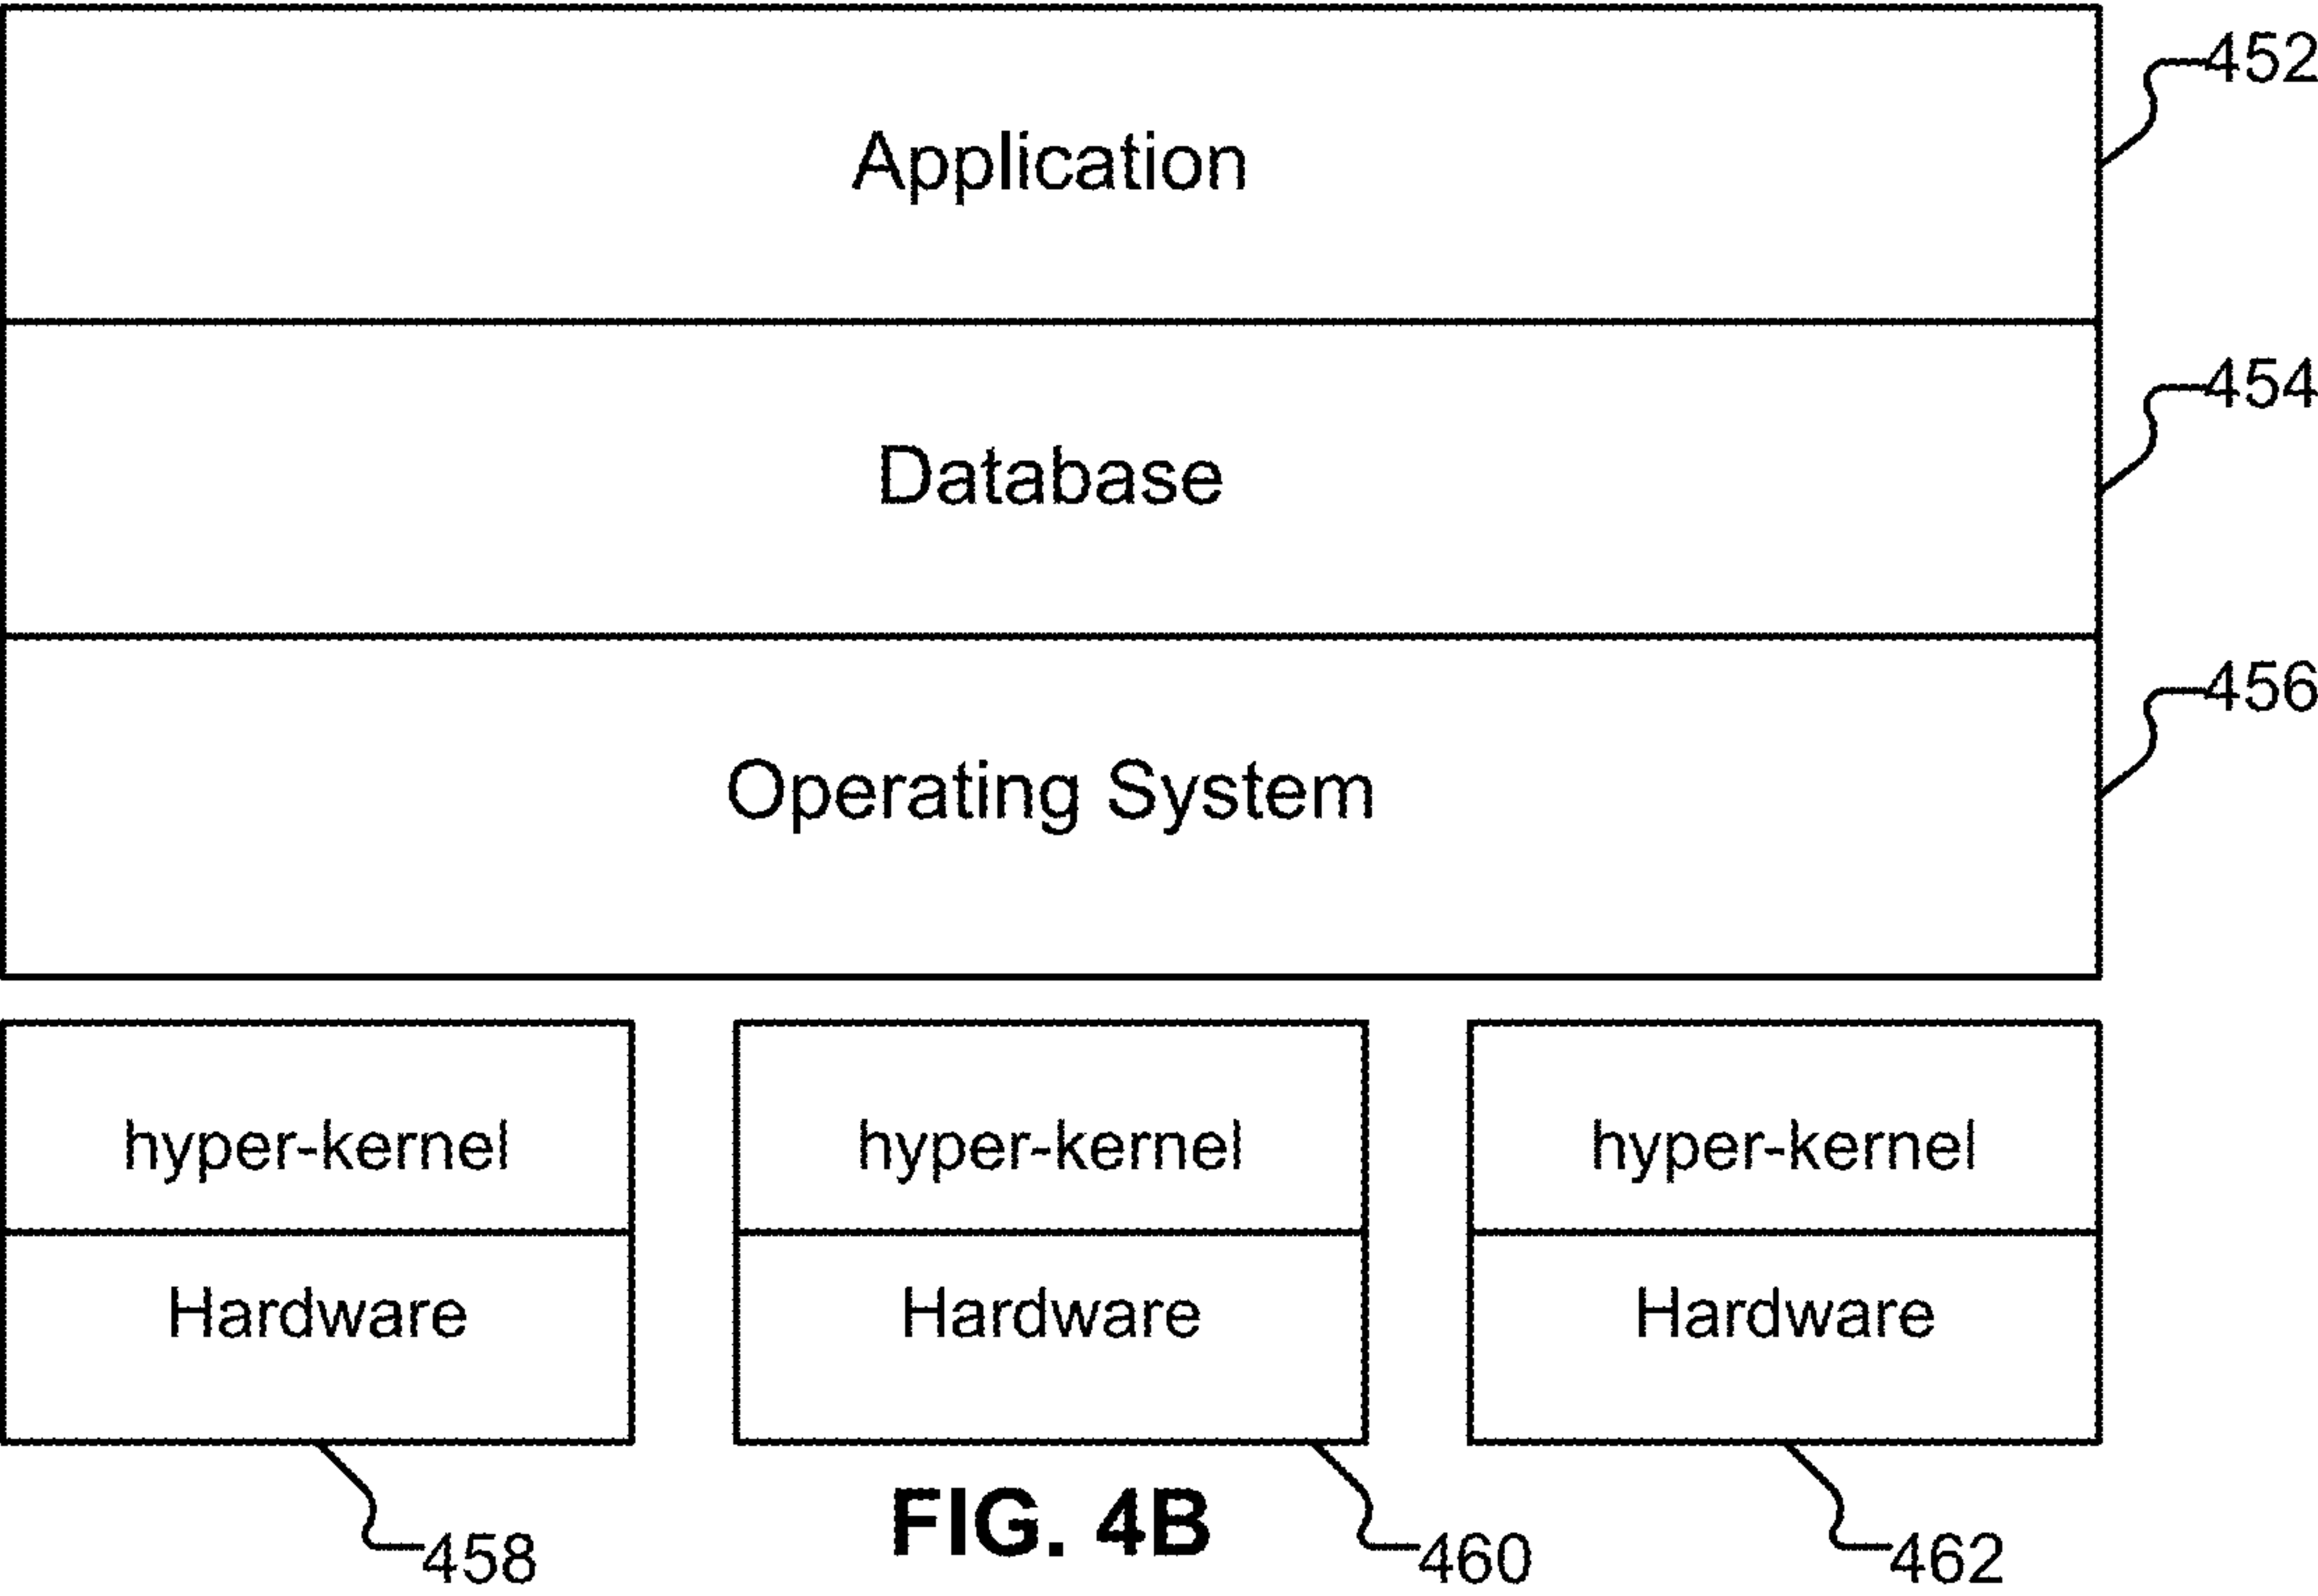 Application
452
Database
454
Operating System
456
hyper-kernel
hyper-kernel
hyper-kernel
Hardware
Hardware
Hardware
458
FIG. 4B
460
462